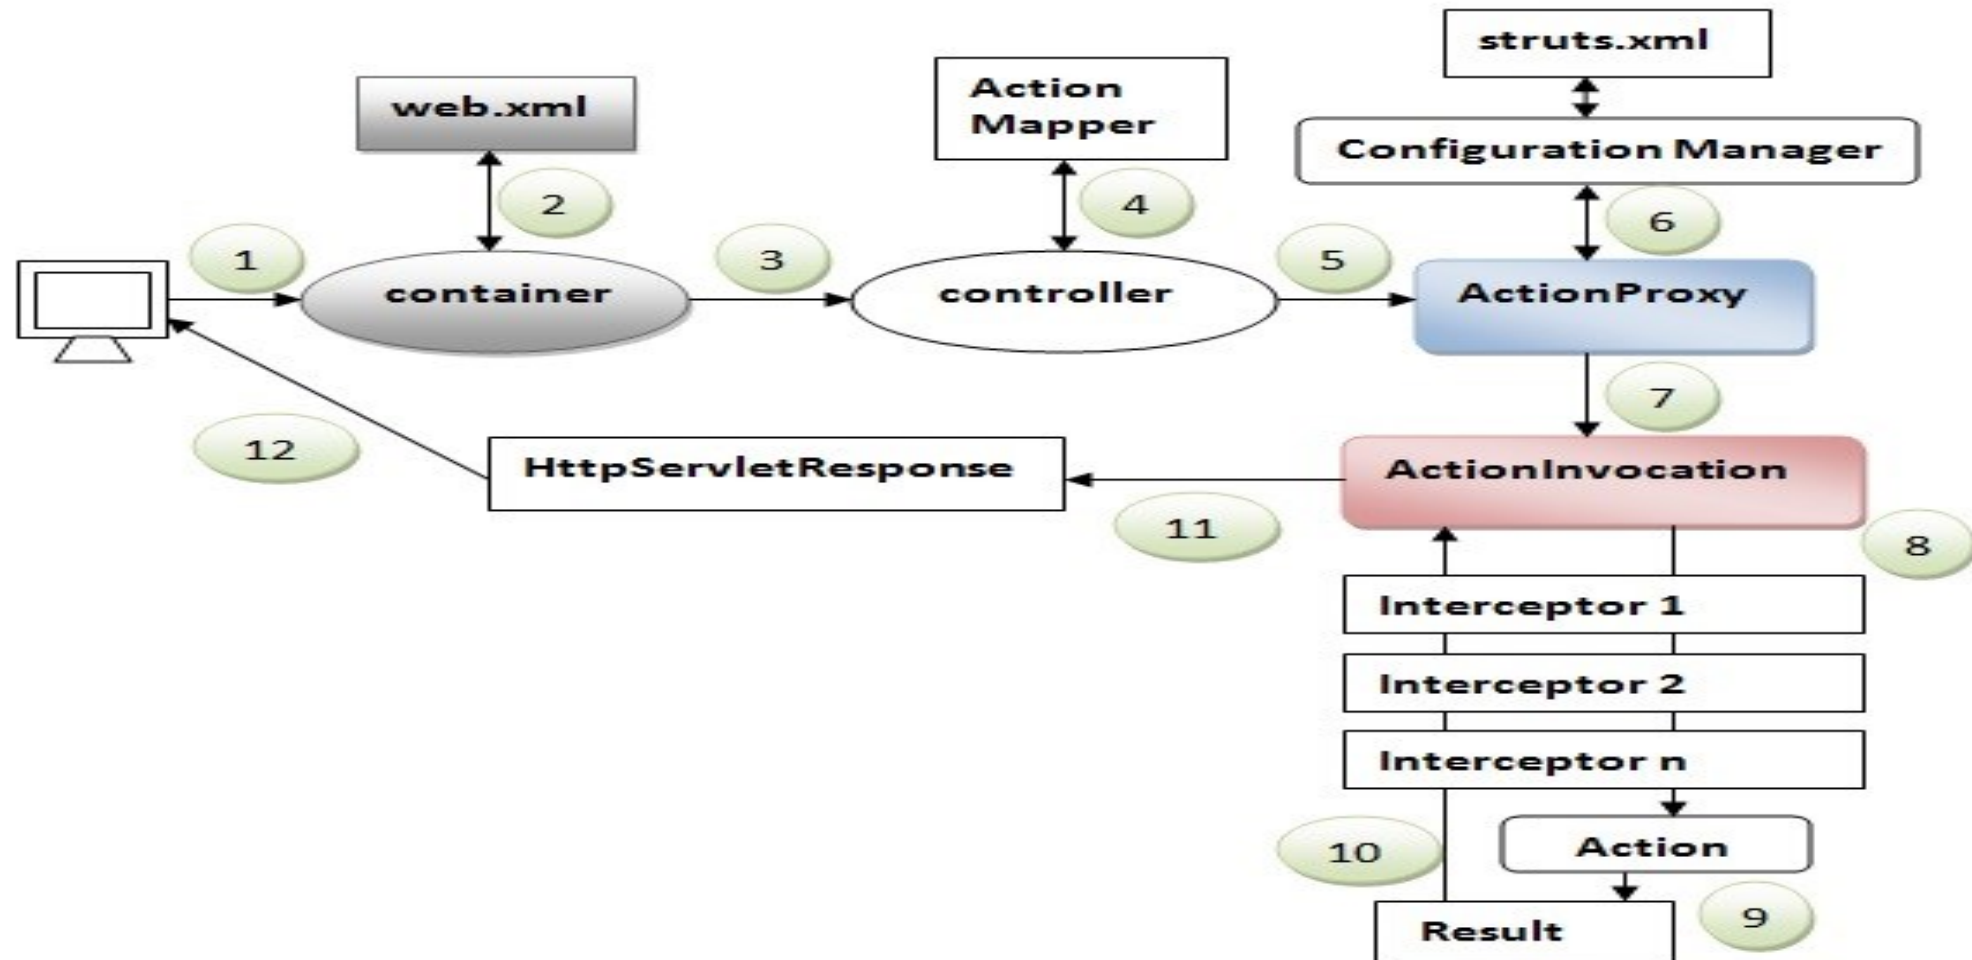 struts.xml
web.xml
Action
Mapper
Configuration Manager
2
4
6
1
3
5
container
controller
ActionProxy
7
12
HttpServletResponse
ActionInvocation
11
8
Interceptor 1
Interceptor 2
Interceptor n
10
Action
9
Result